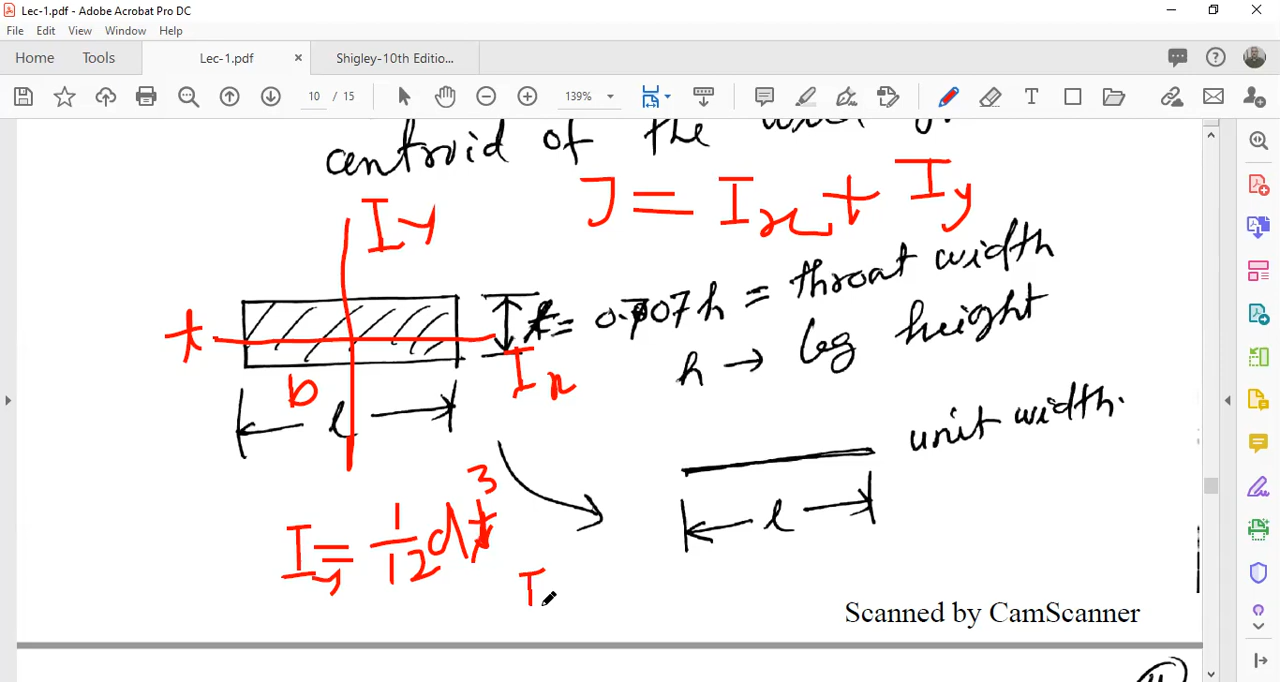 Lec-1.pdf - Adobe Acrobat Pro DC
File Edit View Window Help
Home Tools Lec-1.pdf × Shigley-10th Editio...
10 / 15 139%
centroid of the
J = Ix + Iy
Iy
t
t = 0.707h = throat width
h → leg height
Ix
b
l
unit width.
l
Iy = 1/12 dt³
I
Scanned by CamScanner